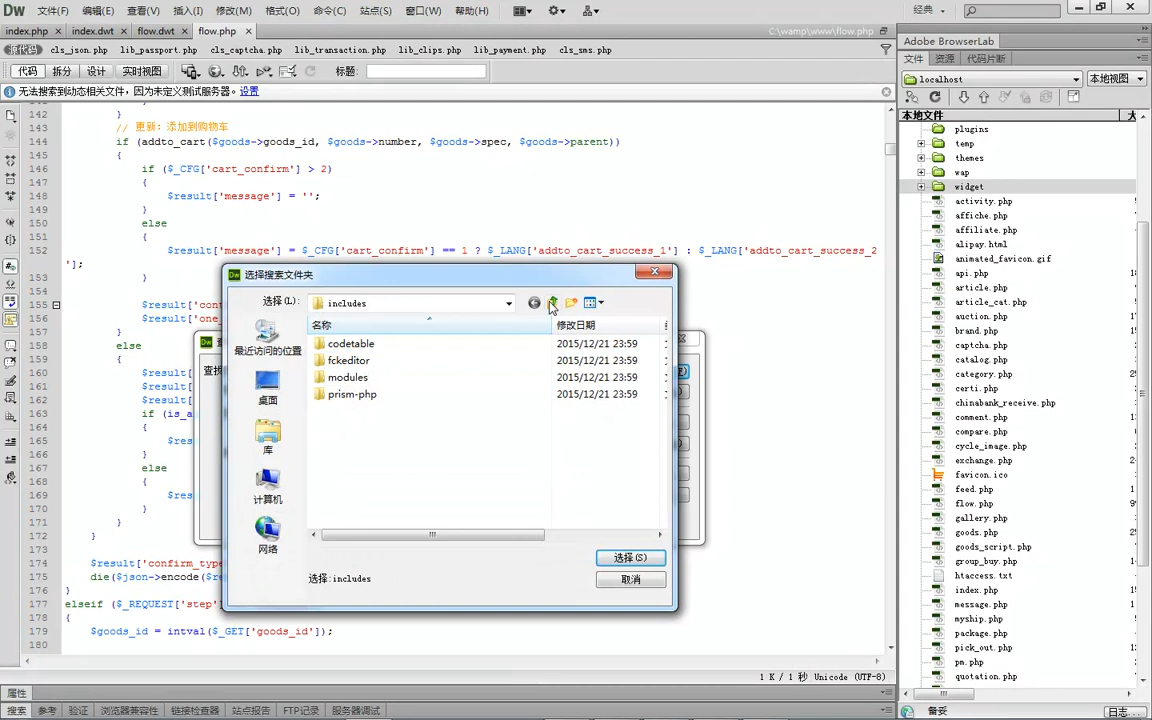 Dw 文件(F) 编辑(E) 查看(V) 插入(I) 修改(M) 格式(O) 命令(C) 站点(S) 窗口(W) 帮助(H) 经典
index.php × index.dwt × flow.dwt × flow.php × C:\wamp\www\flow.php
源代码 cls_json.php lib_passport.php cls_captcha.php lib_transaction.php lib_clips.php lib_payment.php cls_sms.php
代码 拆分 设计 实时视图 标题:
无法搜索到动态相关文件，因为未定义测试服务器。 设置
142 }
143 // 更新: 添加到购物车
144 if (addto_cart($goods->goods_id, $goods->number, $goods->spec, $goods->parent))
145 {
146 if ($_CFG['cart_confirm'] > 2)
147 {
148 $result['message'] = '';
149 }
150 else
151 {
152 $result['message'] = $_CFG['cart_confirm'] == 1 ? $_LANG['addto_cart_success_1'] : $_LANG['addto_cart_success_2
'];
153 }
154
155 $result['con
156 $result['one_
157 }
158 else
159 {
160 $result[
161 $result[
162 $result[
163 if (is_a
164 {
165 $res
166 }
167 else
168 {
169 $res
170 }
171 }
172 }
173
174 $result['confirm_type
175 die($json->encode($re
176 }
177 elseif ($_REQUEST['step']
178 {
179 $goods_id = intval($_GET['goods_id']);
180
选择搜索文件夹
选择(L): includes
名称 修改日期
codetable 2015/12/21 23:59
fckeditor 2015/12/21 23:59
modules 2015/12/21 23:59
prism-php 2015/12/21 23:59
最近访问的位置
桌面
库
计算机
网络
选择(S)
选择:includes
取消
1 K / 1 秒 Unicode (UTF-8)
属性
搜索 参考 验证 浏览器兼容性 链接检查器 站点报告 FTP记录 服务器调试
Adobe BrowserLab
文件 资源 代码片断
localhost 本地视图
本地文件 大
plugins
temp
themes
wap
widget
activity.php
affiche.php
affiliate.php
alipay.html
animated_favicon.gif
api.php
article.php
article_cat.php
auction.php
brand.php
captcha.php
catalog.php
category.php
certi.php
chinabank_receive.php
comment.php
compare.php
cycle_image.php
exchange.php
favicon.ico
feed.php
flow.php
gallery.php
goods.php
goods_script.php
group_buy.php
htaccess.txt
index.php
message.php
myship.php
package.php
pick_out.php
pm.php
quotation.php
备妥 日志...